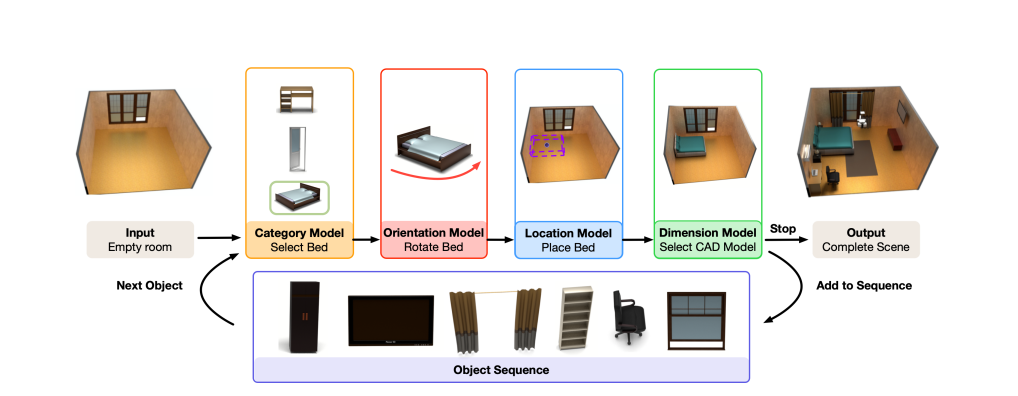 Input
Empty room
Category Model
Select Bed
Orientation Model
Rotate Bed
Location Model
Place Bed
Dimension Model
Select CAD Model
Stop
Output
Complete Scene
Next Object
Add to Sequence
Object Sequence